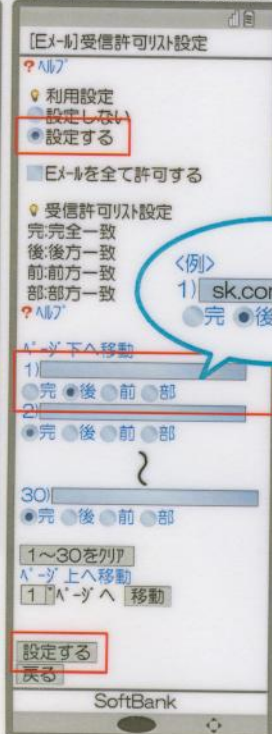 [Eメール]受信許可リスト設定
?ヘルプ
利用設定
設定しない
設定する
Eメールを全て許可する
受信許可リスト設定
完:完全一致
後:後方一致
前:前方一致
部:部方一致
?ヘルプ
<例>
1) sk.com
完 後
ページ下へ移動
1)
完 後 前 部
2)
完 後 前 部
〜
30)
完 後 前 部
1〜30をクリア
ページ上へ移動
1 ページへ 移動
設定する
戻る
SoftBank